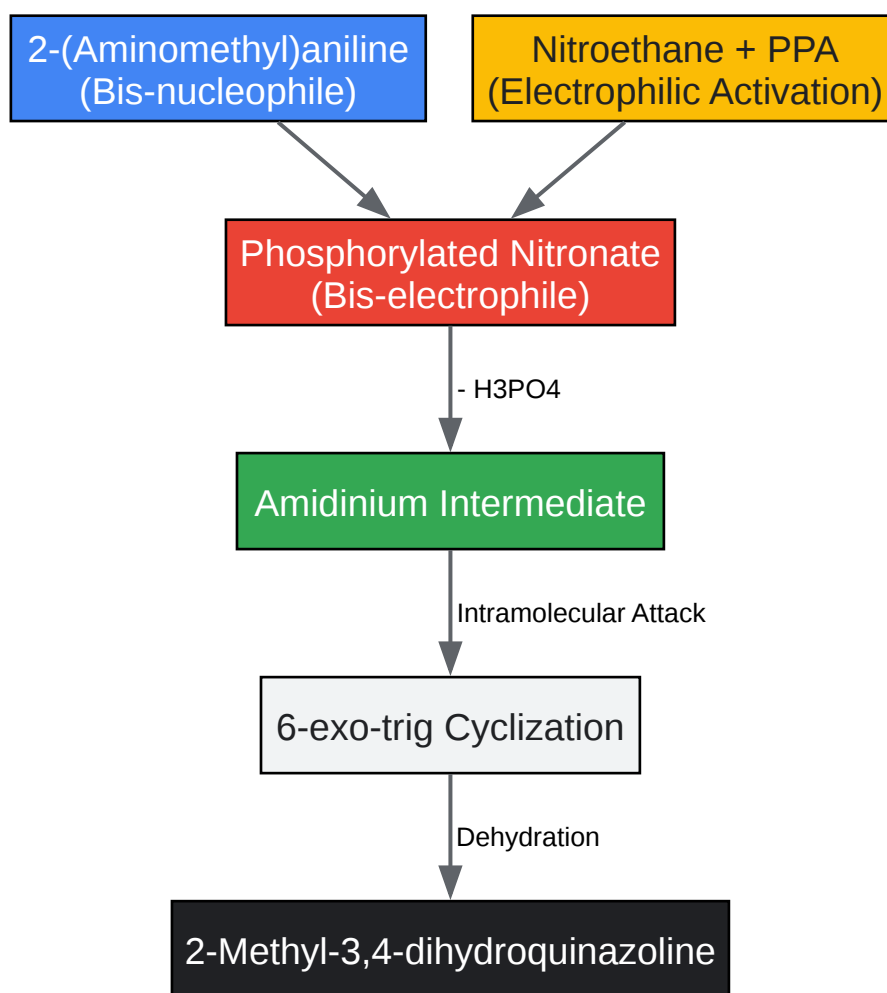 2-(Aminomethyl)aniline
(Bis-nucophile)
Nitroethane + PPA
(Electrophilic Activation)
Phosphorylated Nitronate
(Bis-electrophile)
- H3PO4
Amidinium Intermediate
Intramolecular Attack
6-exo-trig Cyclization
Dehydration
2-Methyl-3,4-dihydroquinazoline